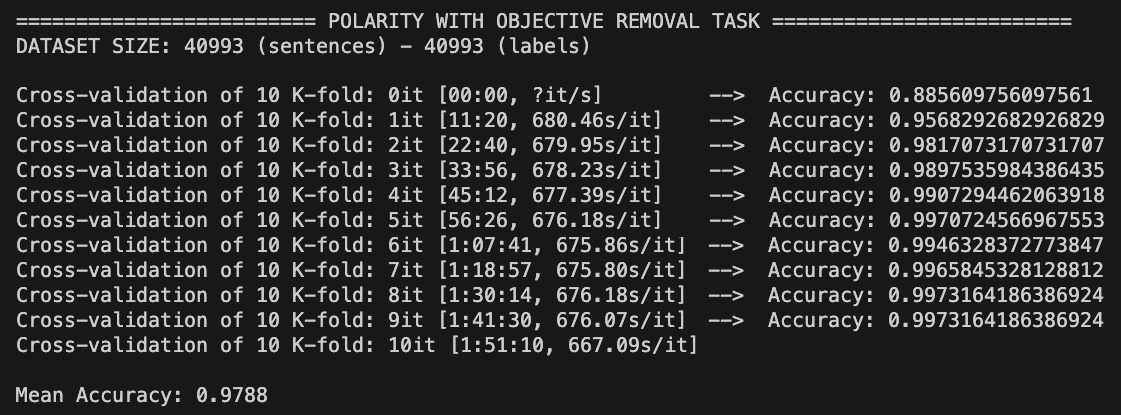 ========================= POLARITY WITH OBJECTIVE REMOVAL TASK =========================
DATASET SIZE: 40993 (sentences) - 40993 (labels)
Cross-validation of 10 K-fold: 0it [00:00, ?it/s] --> Accuracy: 0.885609756097561
Cross-validation of 10 K-fold: 1it [11:20, 680.46s/it] --> Accuracy: 0.9568292682926829
Cross-validation of 10 K-fold: 2it [22:40, 679.95s/it] --> Accuracy: 0.9817073170731707
Cross-validation of 10 K-fold: 3it [33:56, 678.23s/it] --> Accuracy: 0.9897535984386435
Cross-validation of 10 K-fold: 4it [45:12, 677.39s/it] --> Accuracy: 0.9907294462063918
Cross-validation of 10 K-fold: 5it [56:26, 676.18s/it] --> Accuracy: 0.9970724566967553
Cross-validation of 10 K-fold: 6it [1:07:41, 675.86s/it] --> Accuracy: 0.9946328372773847
Cross-validation of 10 K-fold: 7it [1:18:57, 675.80s/it] --> Accuracy: 0.9965845328128812
Cross-validation of 10 K-fold: 8it [1:30:14, 676.18s/it] --> Accuracy: 0.9973164186386924
Cross-validation of 10 K-fold: 9it [1:41:30, 676.07s/it] --> Accuracy: 0.9973164186386924
Cross-validation of 10 K-fold: 10it [1:51:10, 667.09s/it]
Mean Accuracy: 0.9788